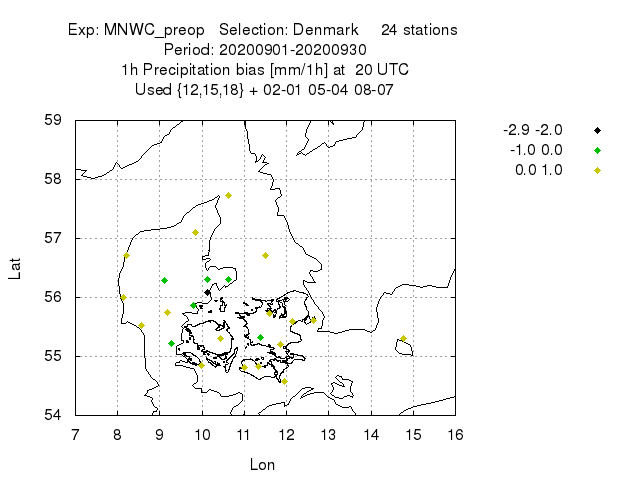 Exp: MNWC_preop   Selection: Denmark     24 stations
Period: 20200901-20200930
1h Precipitation bias [mm/1h] at  20 UTC
Used {12,15,18} + 02-01 05-04 08-07
-2.9 -2.0
-1.0 0.0
0.0 1.0
59
58
57
56
55
54
Lat
7 8 9 10 11 12 13 14 15 16
Lon